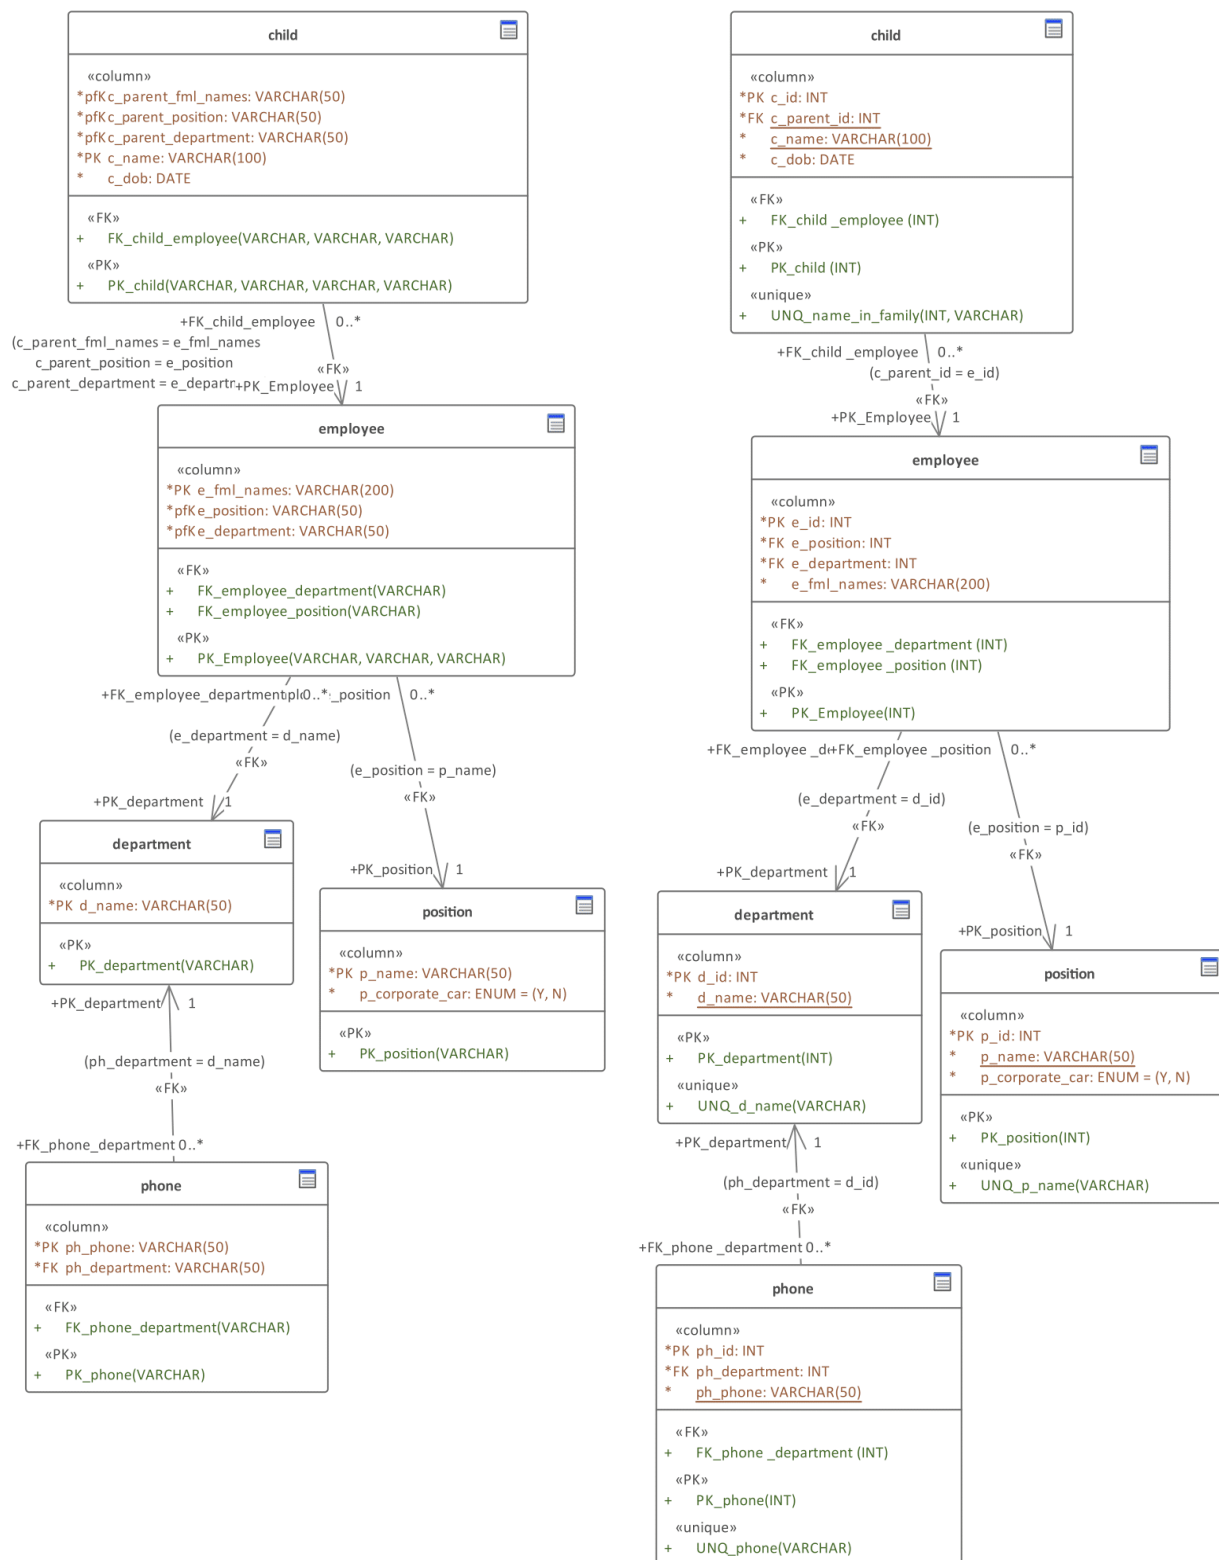 child
«column»
*pfK c_parent_fml_names: VARCHAR(50)
*pfK c_parent_position: VARCHAR(50)
*pfK c_parent_department: VARCHAR(50)
*PK c_name: VARCHAR(100)
* c_dob: DATE
«FK»
+ FK_child_employee(VARCHAR, VARCHAR, VARCHAR)
«PK»
+ PK_child(VARCHAR, VARCHAR, VARCHAR, VARCHAR)
+FK_child_employee 0..*
(c_parent_fml_names = e_fml_names
c_parent_position = e_position
c_parent_department =
«FK»
+PK_Employee 1
employee
«column»
*PK e_fml_names: VARCHAR(200)
*pfK e_position: VARCHAR(50)
*pfK e_department: VARCHAR(50)
«FK»
+ FK_employee_department(VARCHAR)
+ FK_employee_position(VARCHAR)
«PK»
+ PK_Employee(VARCHAR, VARCHAR, VARCHAR)
+FK_employee_department 0..* _position 0..*
(e_department = d_name)
«FK»
+PK_department 1
(e_position = p_name)
«FK»
+PK_position 1
department
«column»
*PK d_name: VARCHAR(50)
«PK»
+ PK_department(VARCHAR)
position
«column»
*PK p_name: VARCHAR(50)
* p_corporate_car: ENUM = (Y, N)
«PK»
+ PK_position(VARCHAR)
+PK_department 1
(ph_department = d_name)
«FK»
+FK_phone_department 0..*
phone
«column»
*PK ph_phone: VARCHAR(50)
*FK ph_department: VARCHAR(50)
«FK»
+ FK_phone_department(VARCHAR)
«PK»
+ PK_phone(VARCHAR)
child
«column»
*PK c_id: INT
*FK c_parent_id: INT
* c_name: VARCHAR(100)
* c_dob: DATE
«FK»
+ FK_child _employee (INT)
«PK»
+ PK_child (INT)
«unique»
+ UNQ_name_in_family(INT, VARCHAR)
+FK_child _employee 0..*
(c_parent_id = e_id)
«FK»
+PK_Employee 1
employee
«column»
*PK e_id: INT
*FK e_position: INT
*FK e_department: INT
* e_fml_names: VARCHAR(200)
«FK»
+ FK_employee _department (INT)
+ FK_employee _position (INT)
«PK»
+ PK_Employee(INT)
+FK_employee +FK_employee _position 0..*
(e_department = d_id)
«FK»
+PK_department 1
(e_position = p_id)
«FK»
+PK_position 1
department
«column»
*PK d_id: INT
* d_name: VARCHAR(50)
«PK»
+ PK_department(INT)
«unique»
+ UNQ_d_name(VARCHAR)
position
«column»
*PK p_id: INT
* p_name: VARCHAR(50)
* p_corporate_car: ENUM = (Y, N)
«PK»
+ PK_position(INT)
«unique»
+ UNQ_p_name(VARCHAR)
+PK_department 1
(ph_department = d_id)
«FK»
+FK_phone _department 0..*
phone
«column»
*PK ph_id: INT
*FK ph_department: INT
* ph_phone: VARCHAR(50)
«FK»
+ FK_phone _department (INT)
«PK»
+ PK_phone(INT)
«unique»
+ UNQ_phone(VARCHAR)